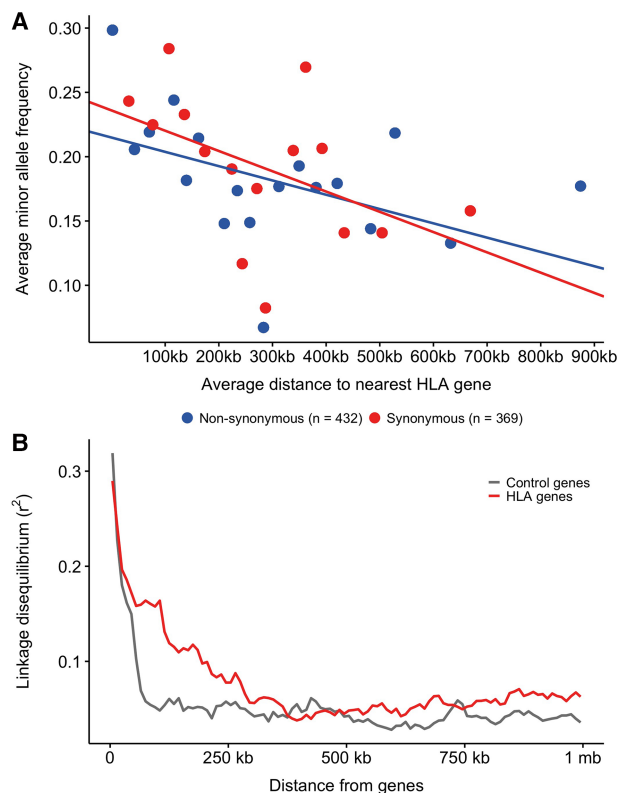 A
0.30
0.25
0.20
0.15
0.10
Average minor allele frequency
100kb 200kb 300kb 400kb 500kb 600kb 700kb 800kb 900kb
Average distance to nearest HLA gene
Non-synonymous (n = 432) Synonymous (n = 369)
B
0.3
0.2
0.1
Linkage disequilibrium (r²)
Control genes
HLA genes
0 250 kb 500 kb 750 kb 1 mb
Distance from genes